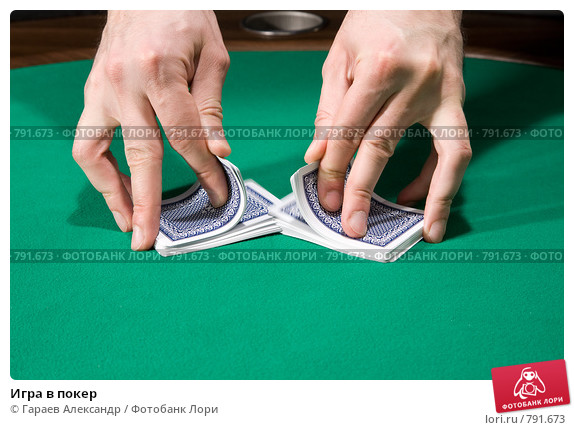 791.673 · ФОТОБАНК ЛОРИ · 791.673 · ФОТОБАНК ЛОРИ · 791.673 · ФОТОБАНК ЛОРИ · 791.673 · ФОТО
791.673 · ФОТОБАНК ЛОРИ · 791.673 · ФОТОБАНК ЛОРИ · 791.673 · ФОТОБАНК ЛОРИ · 791.673 · ФОТО
ФОТОБАНК ЛОРИ
Игра в покер
© Гараев Александр / Фотобанк Лори
lori.ru / 791.673